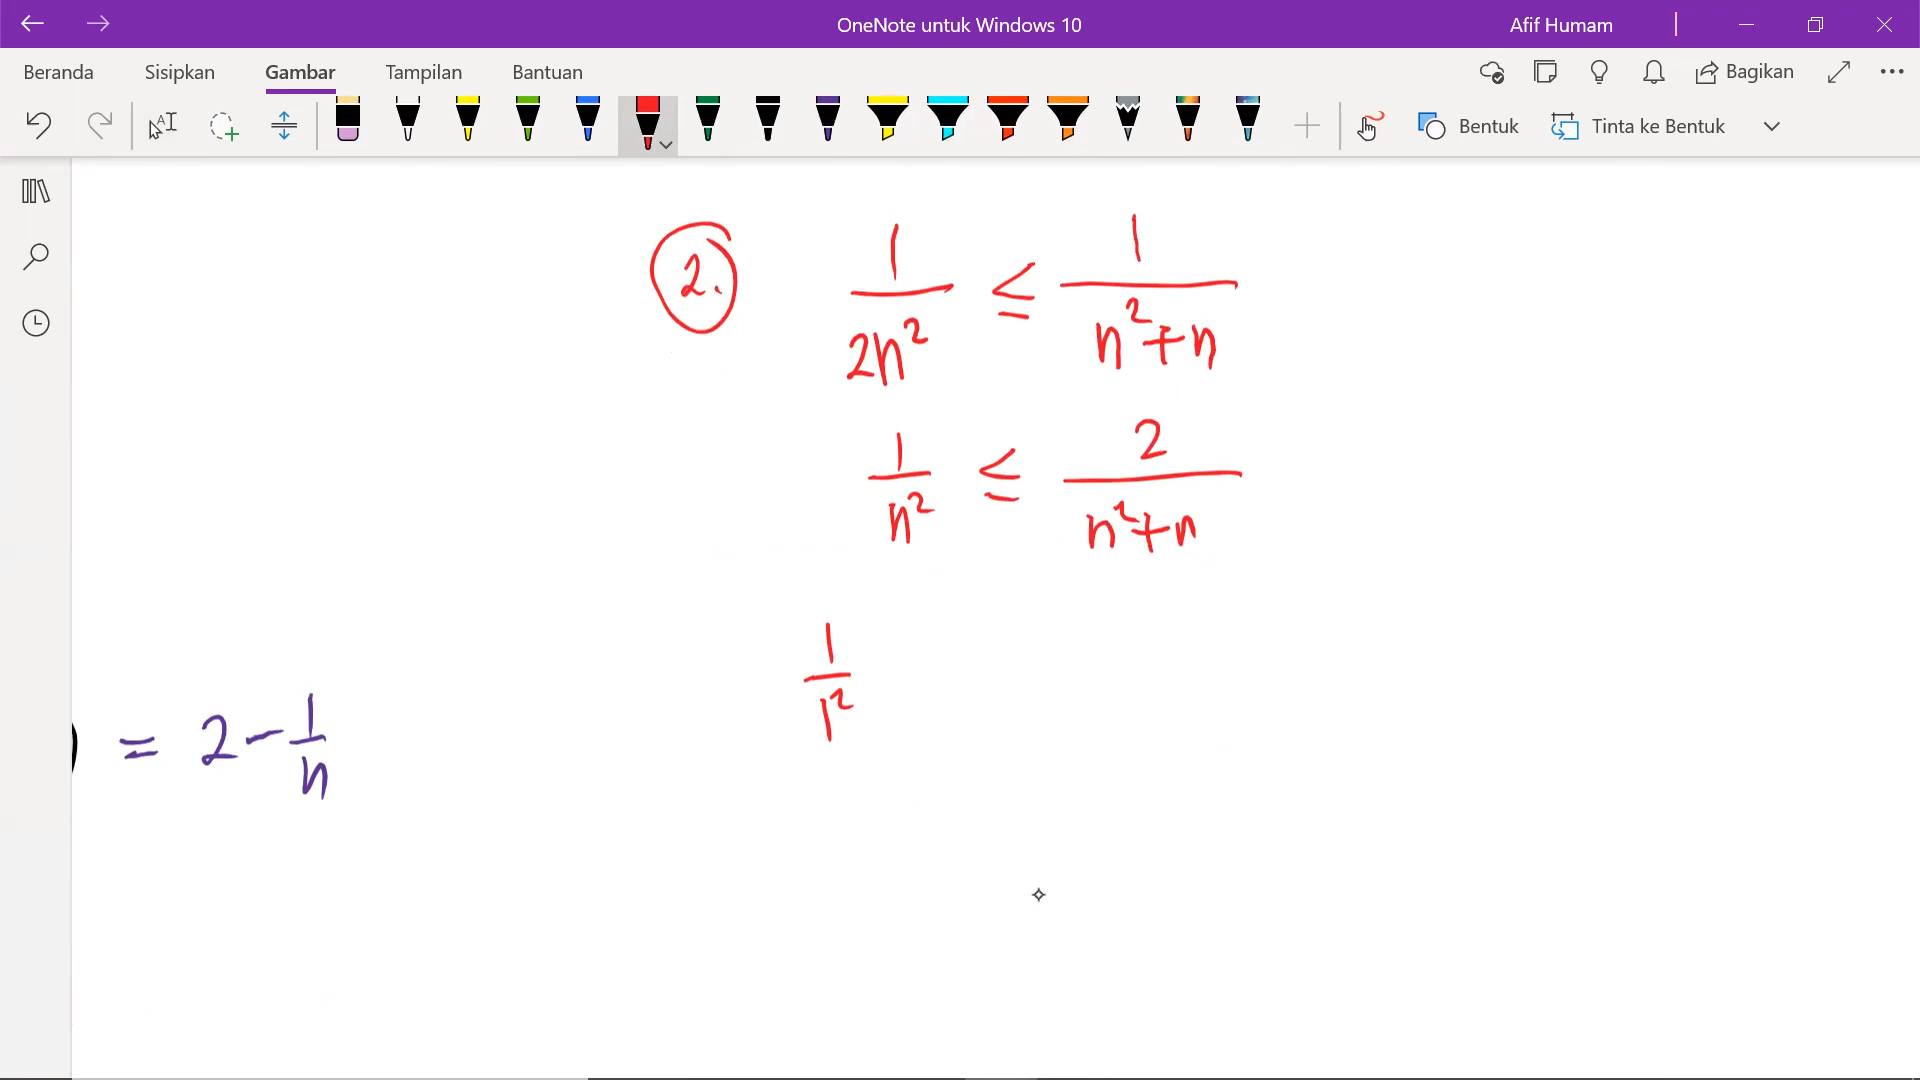 OneNote untuk Windows 10
Afif Humam
Beranda Sisipkan Gambar Tampilan Bantuan
Bagikan
Bentuk Tinta ke Bentuk
2. 1/2n² ≤ 1/n²+n
1/n² ≤ 2/n²+n
1/1²
) = 2 - 1/n